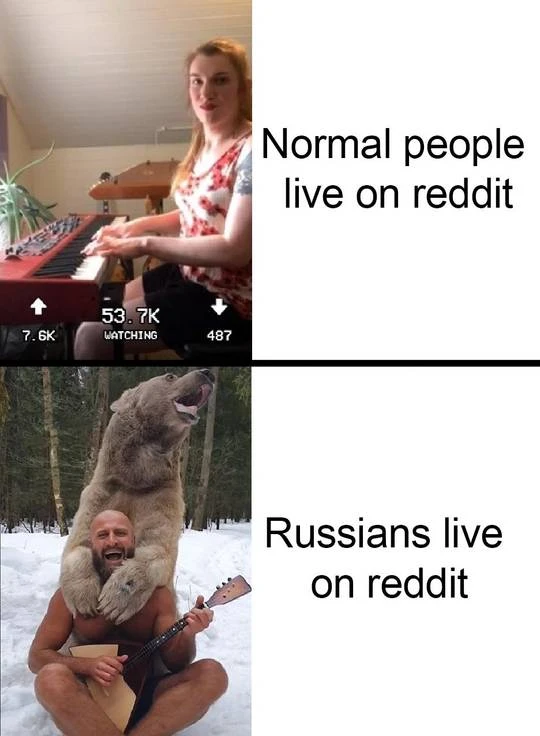 Normal people
live on reddit
7.6K
53.7K
WATCHING
487
Russians live
on reddit